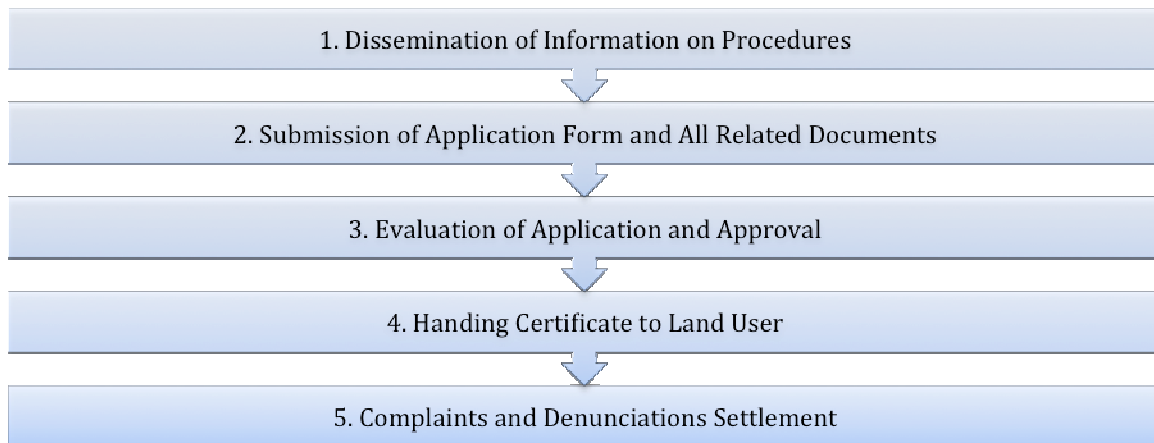 1. Dissemination of Information on Procedures
2. Submission of Application Form and All Related Documents
3. Evaluation of Application and Approval
4. Handing Certificate to Land User
5. Complaints and Denunciations Settlement